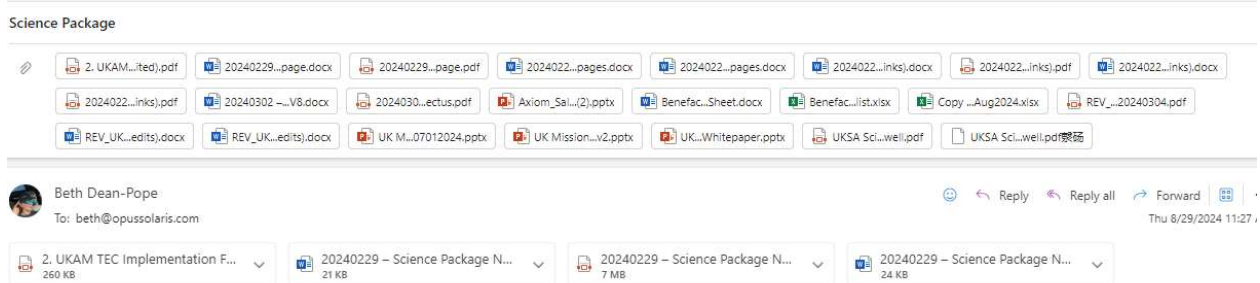 Science Package
2. UKAM...ited).pdf 20240229...page.docx 20240229...page.pdf 2024022...pages.docx 2024022...pages.docx 2024022...inks).docx 2024022...inks).pdf 2024022...inks).docx
2024022...inks).pdf 20240302 –...V8.docx 2024030...ectus.pdf Axiom_Sal...(2).pptx Benefac...Sheet.docx Benefac...list.xlsx Copy ...Aug2024.xlsx REV_...20240304.pdf
REV_UK...edits).docx REV_UK...edits).docx UK M...07012024.pptx UK Mission...v2.pptx UK...Whitepaper.pptx UKSA Sci...well.pdf UKSA Sci...well.pdf
Beth Dean-Pope
Reply Reply all Forward
To: beth@opussolaris.com
Thu 8/29/2024 11:27
2. UKAM TEC Implementation F... 20240229 – Science Package N... 20240229 – Science Package N... 20240229 – Science Package N...
260 KB 21 KB 7 MB 24 KB